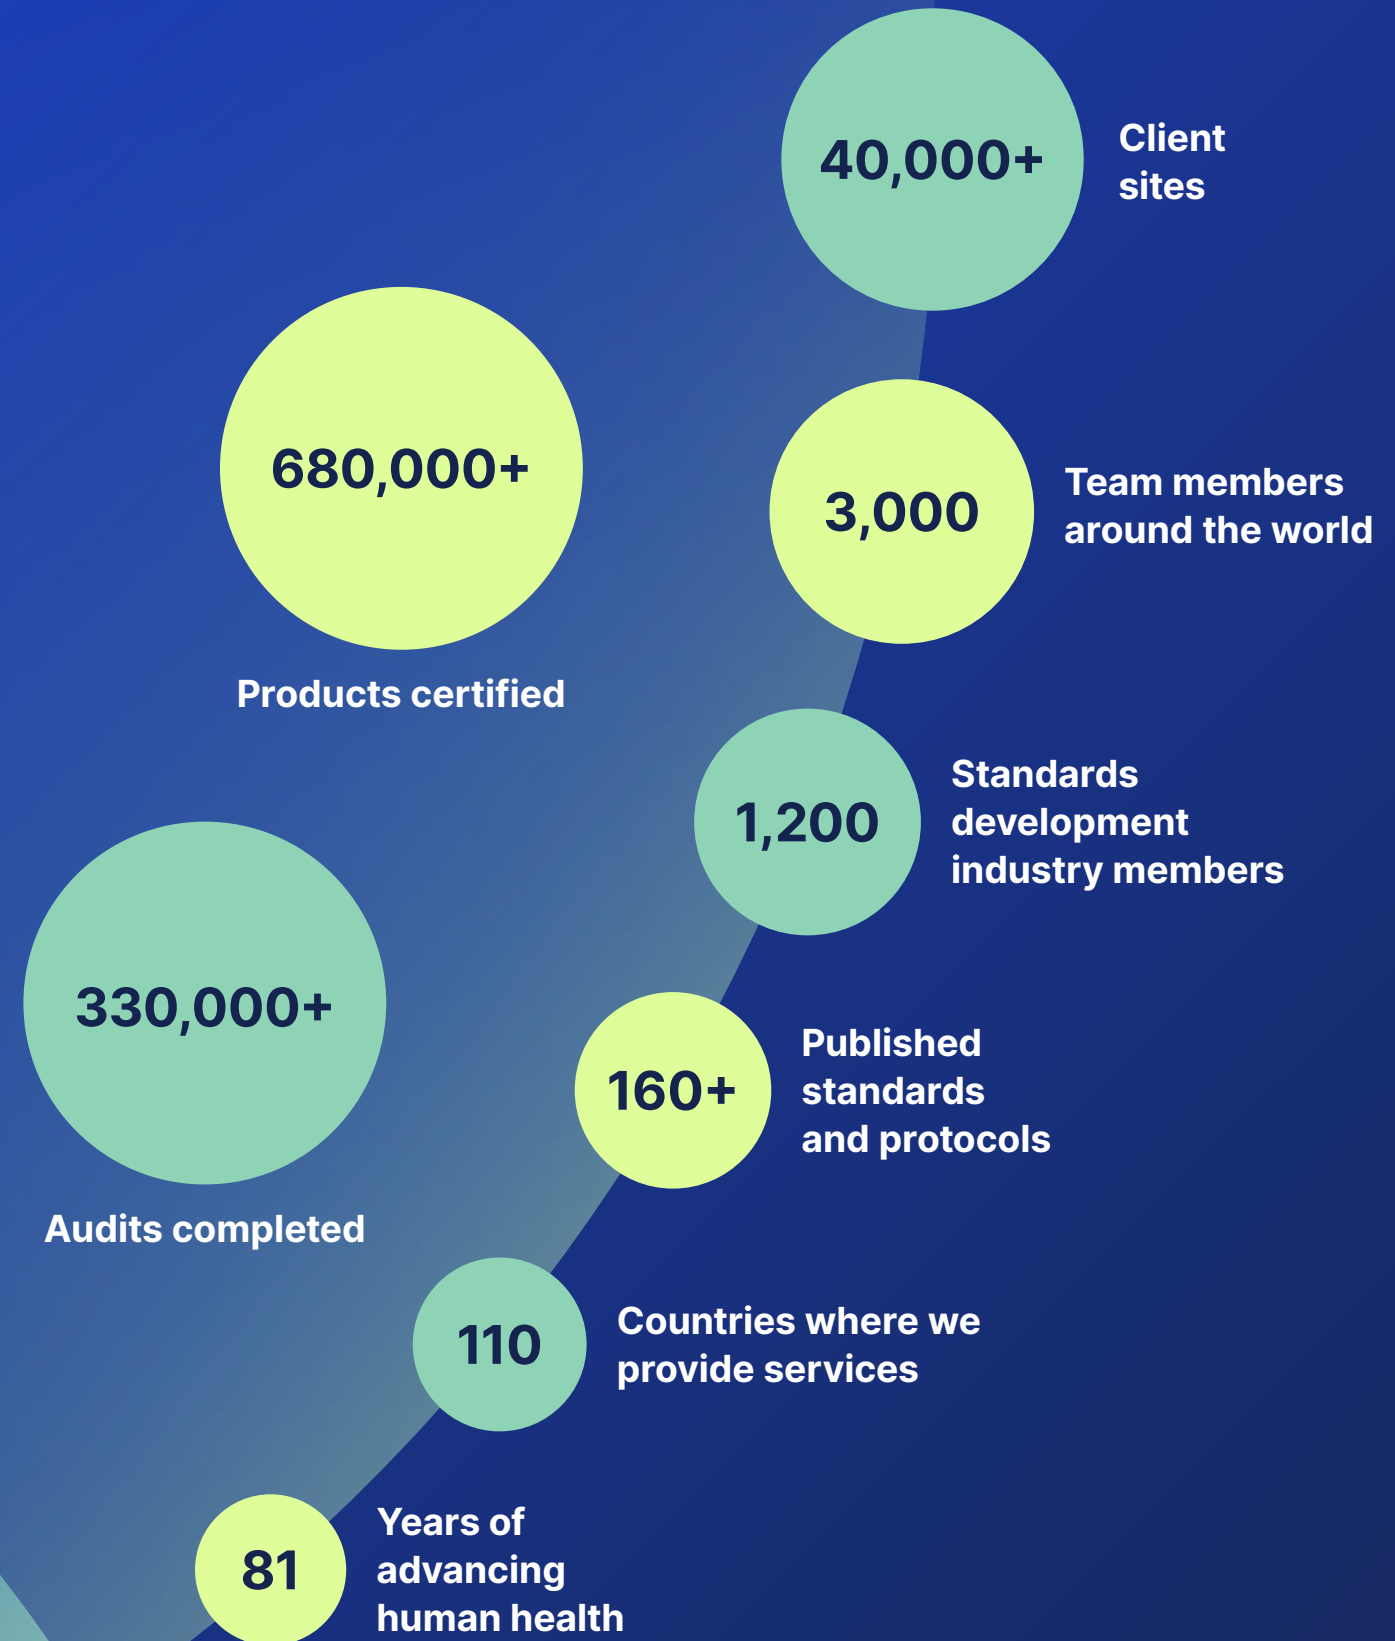 40,000+
Client
sites
680,000+
Products certified
3,000
Team members
around the world
1,200
Standards
development
industry members
330,000+
Audits completed
160+
Published
standards
and protocols
110
Countries where we
provide services
81
Years of
advancing
human health